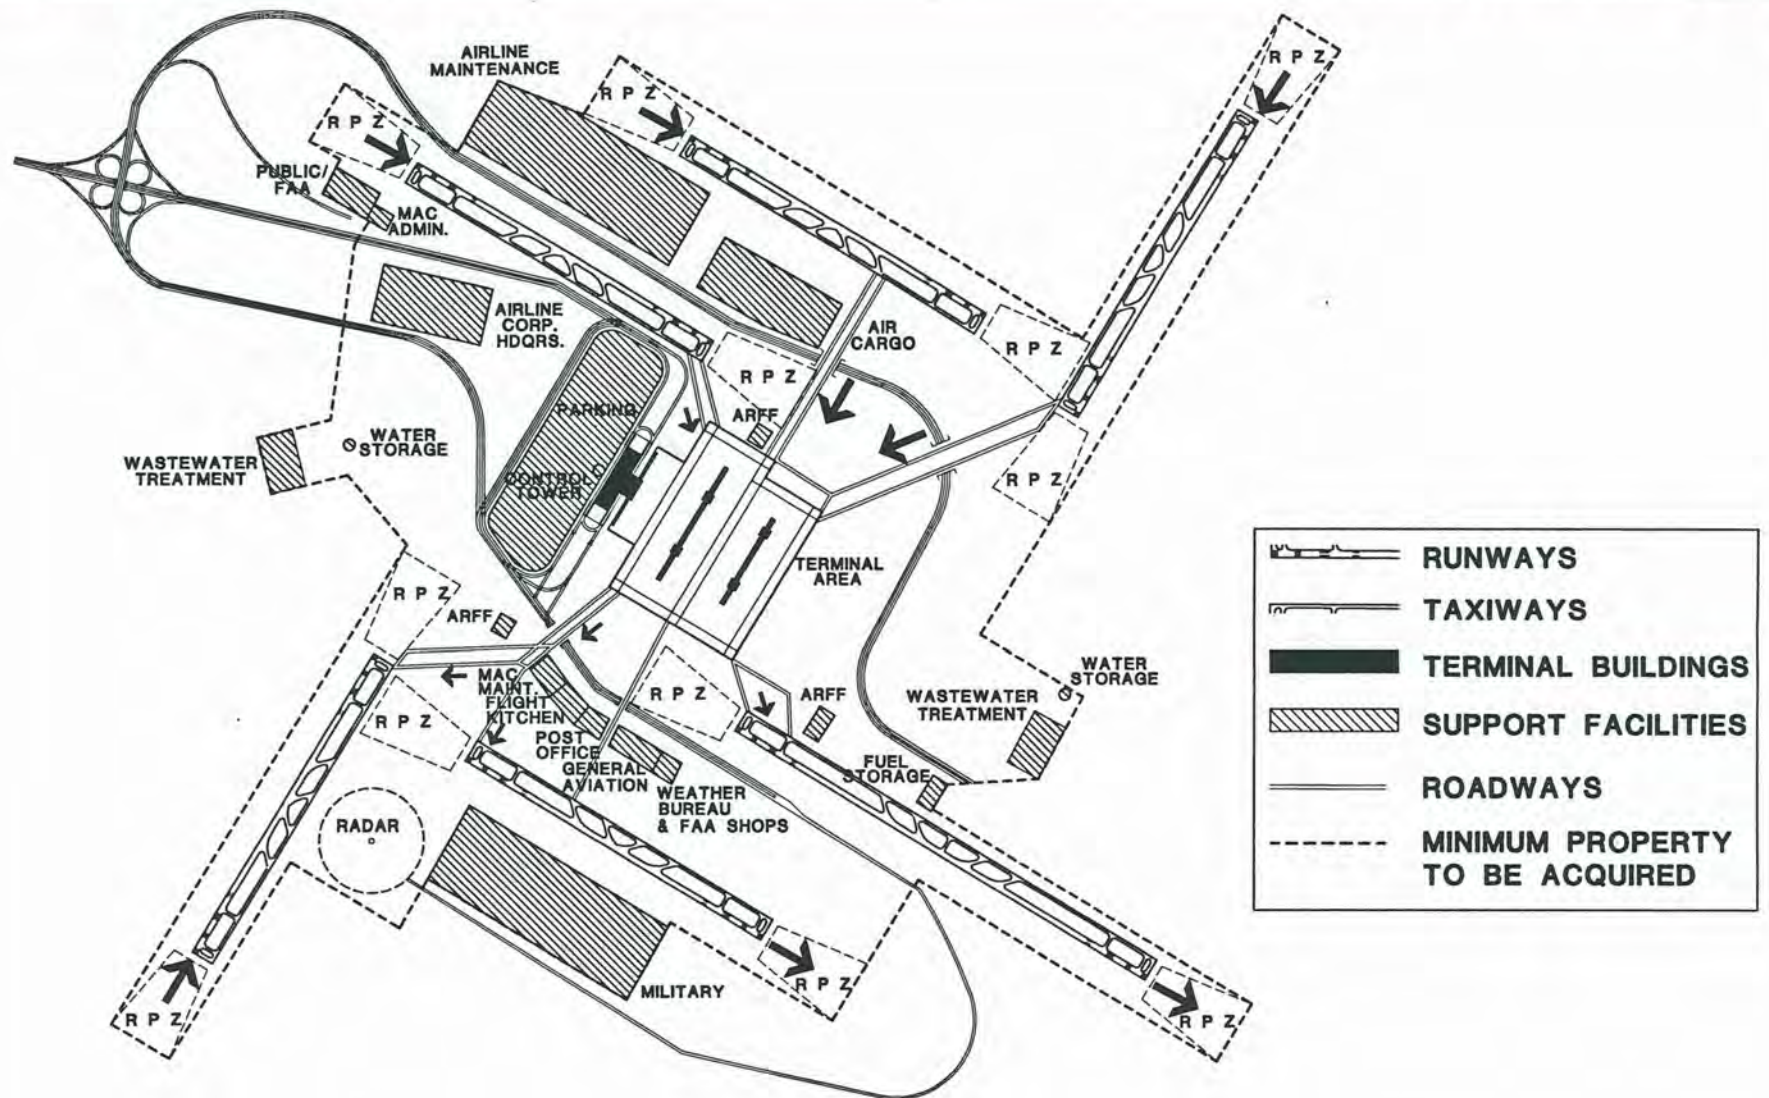 AIRLINE
MAINTENANCE
R P Z
R P Z
R P Z
PUBLIC/
FAA
MAC
ADMIN.
AIRLINE
CORP.
HDQRS.
AIR
CARGO
R P Z
R P Z
PARKING
ARFF
WATER
STORAGE
WASTEWATER
TREATMENT
CONTROL
TOWER
R P Z
TERMINAL
AREA
R P Z
ARFF
MAC
MAINT.
FLIGHT
KITCHEN
R P Z
R P Z
POST
OFFICE
GENERAL
AVIATION
WEATHER
BUREAU
& FAA SHOPS
ARFF
WASTEWATER
TREATMENT
WATER
STORAGE
FUEL
STORAGE
RADAR
MILITARY
R P Z
R P Z
R P Z
RUNWAYS
TAXIWAYS
TERMINAL BUILDINGS
SUPPORT FACILITIES
ROADWAYS
MINIMUM PROPERTY
TO BE ACQUIRED